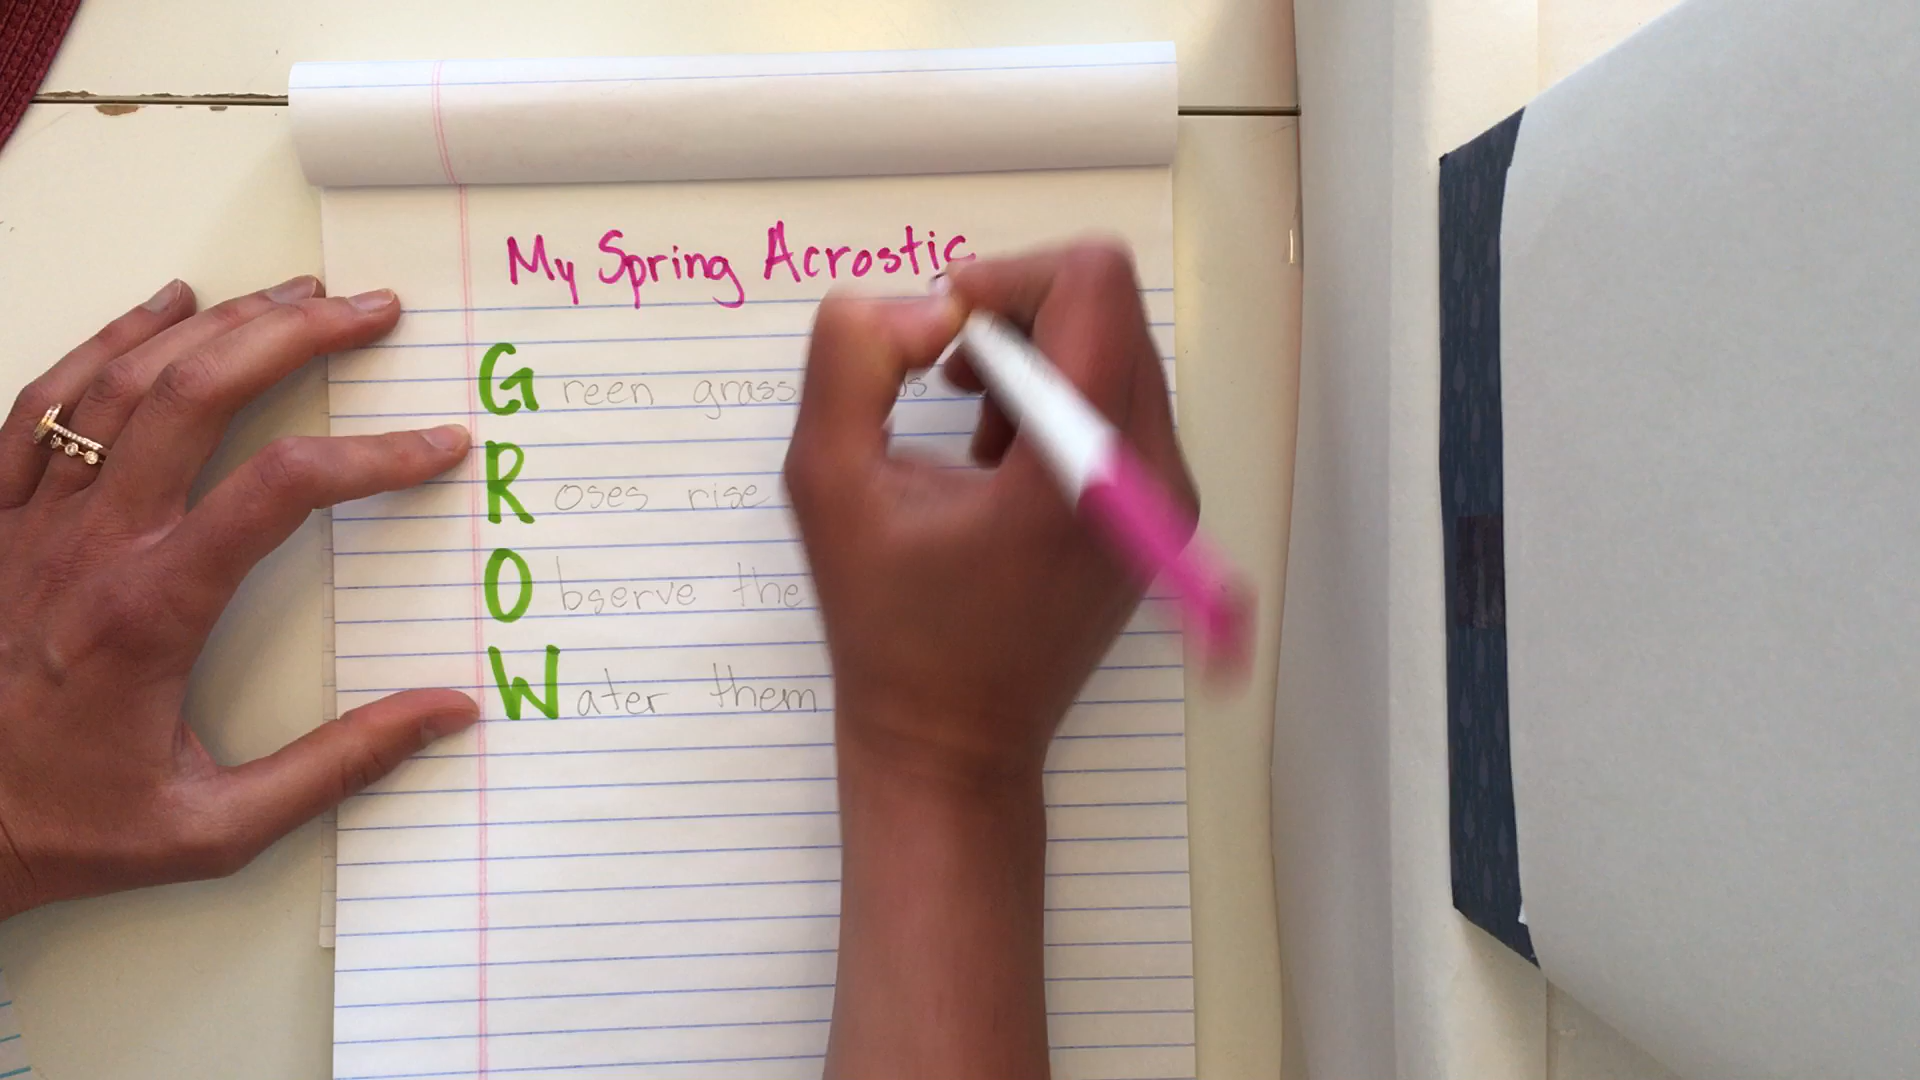 My Spring Acrostic
Green grass
Roses rise
Observe the
Water them